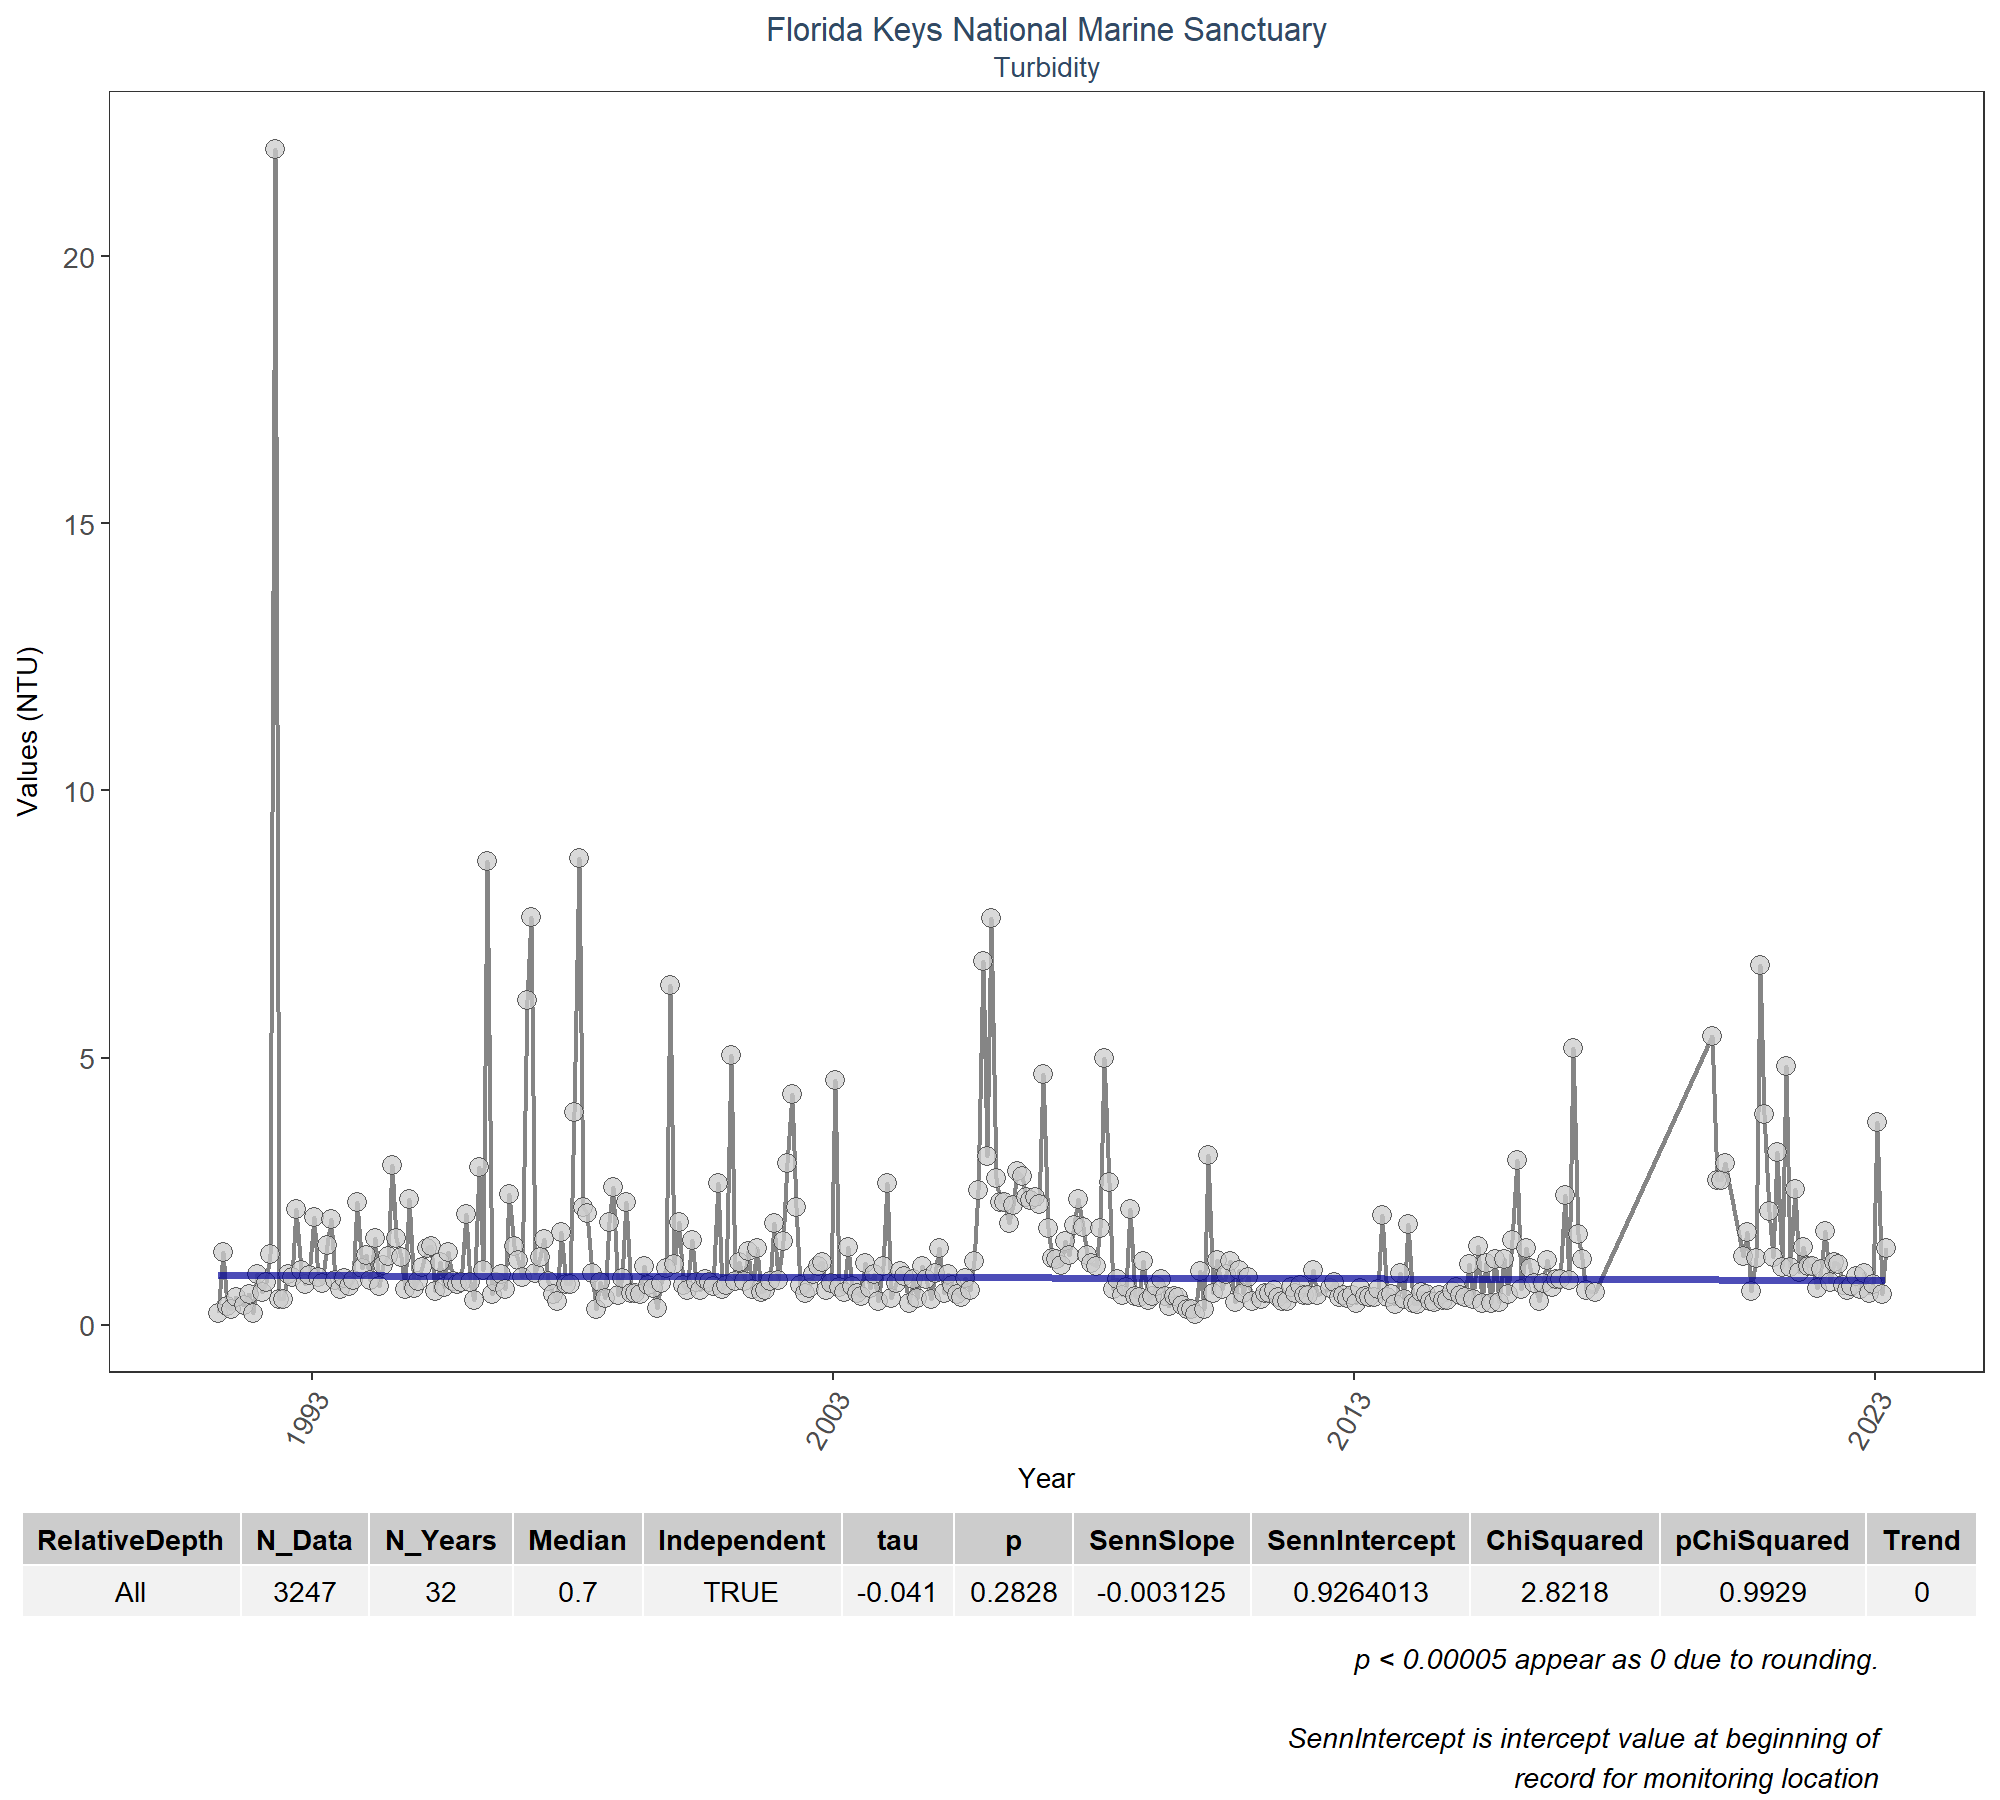 Florida Keys National Marine Sanctuary
Turbidity
Values (NTU)
20
15
10
5
0
1993
2003
2013
2023
Year
RelativeDepth N_Data N_Years Median Independent tau p SennSlope SennIntercept ChiSquared pChiSquared Trend
All 3247 32 0.7 TRUE -0.041 0.2828 -0.003125 0.9264013 2.8218 0.9929 0
p < 0.00005 appear as 0 due to rounding.
SennIntercept is intercept value at beginning of
record for monitoring location